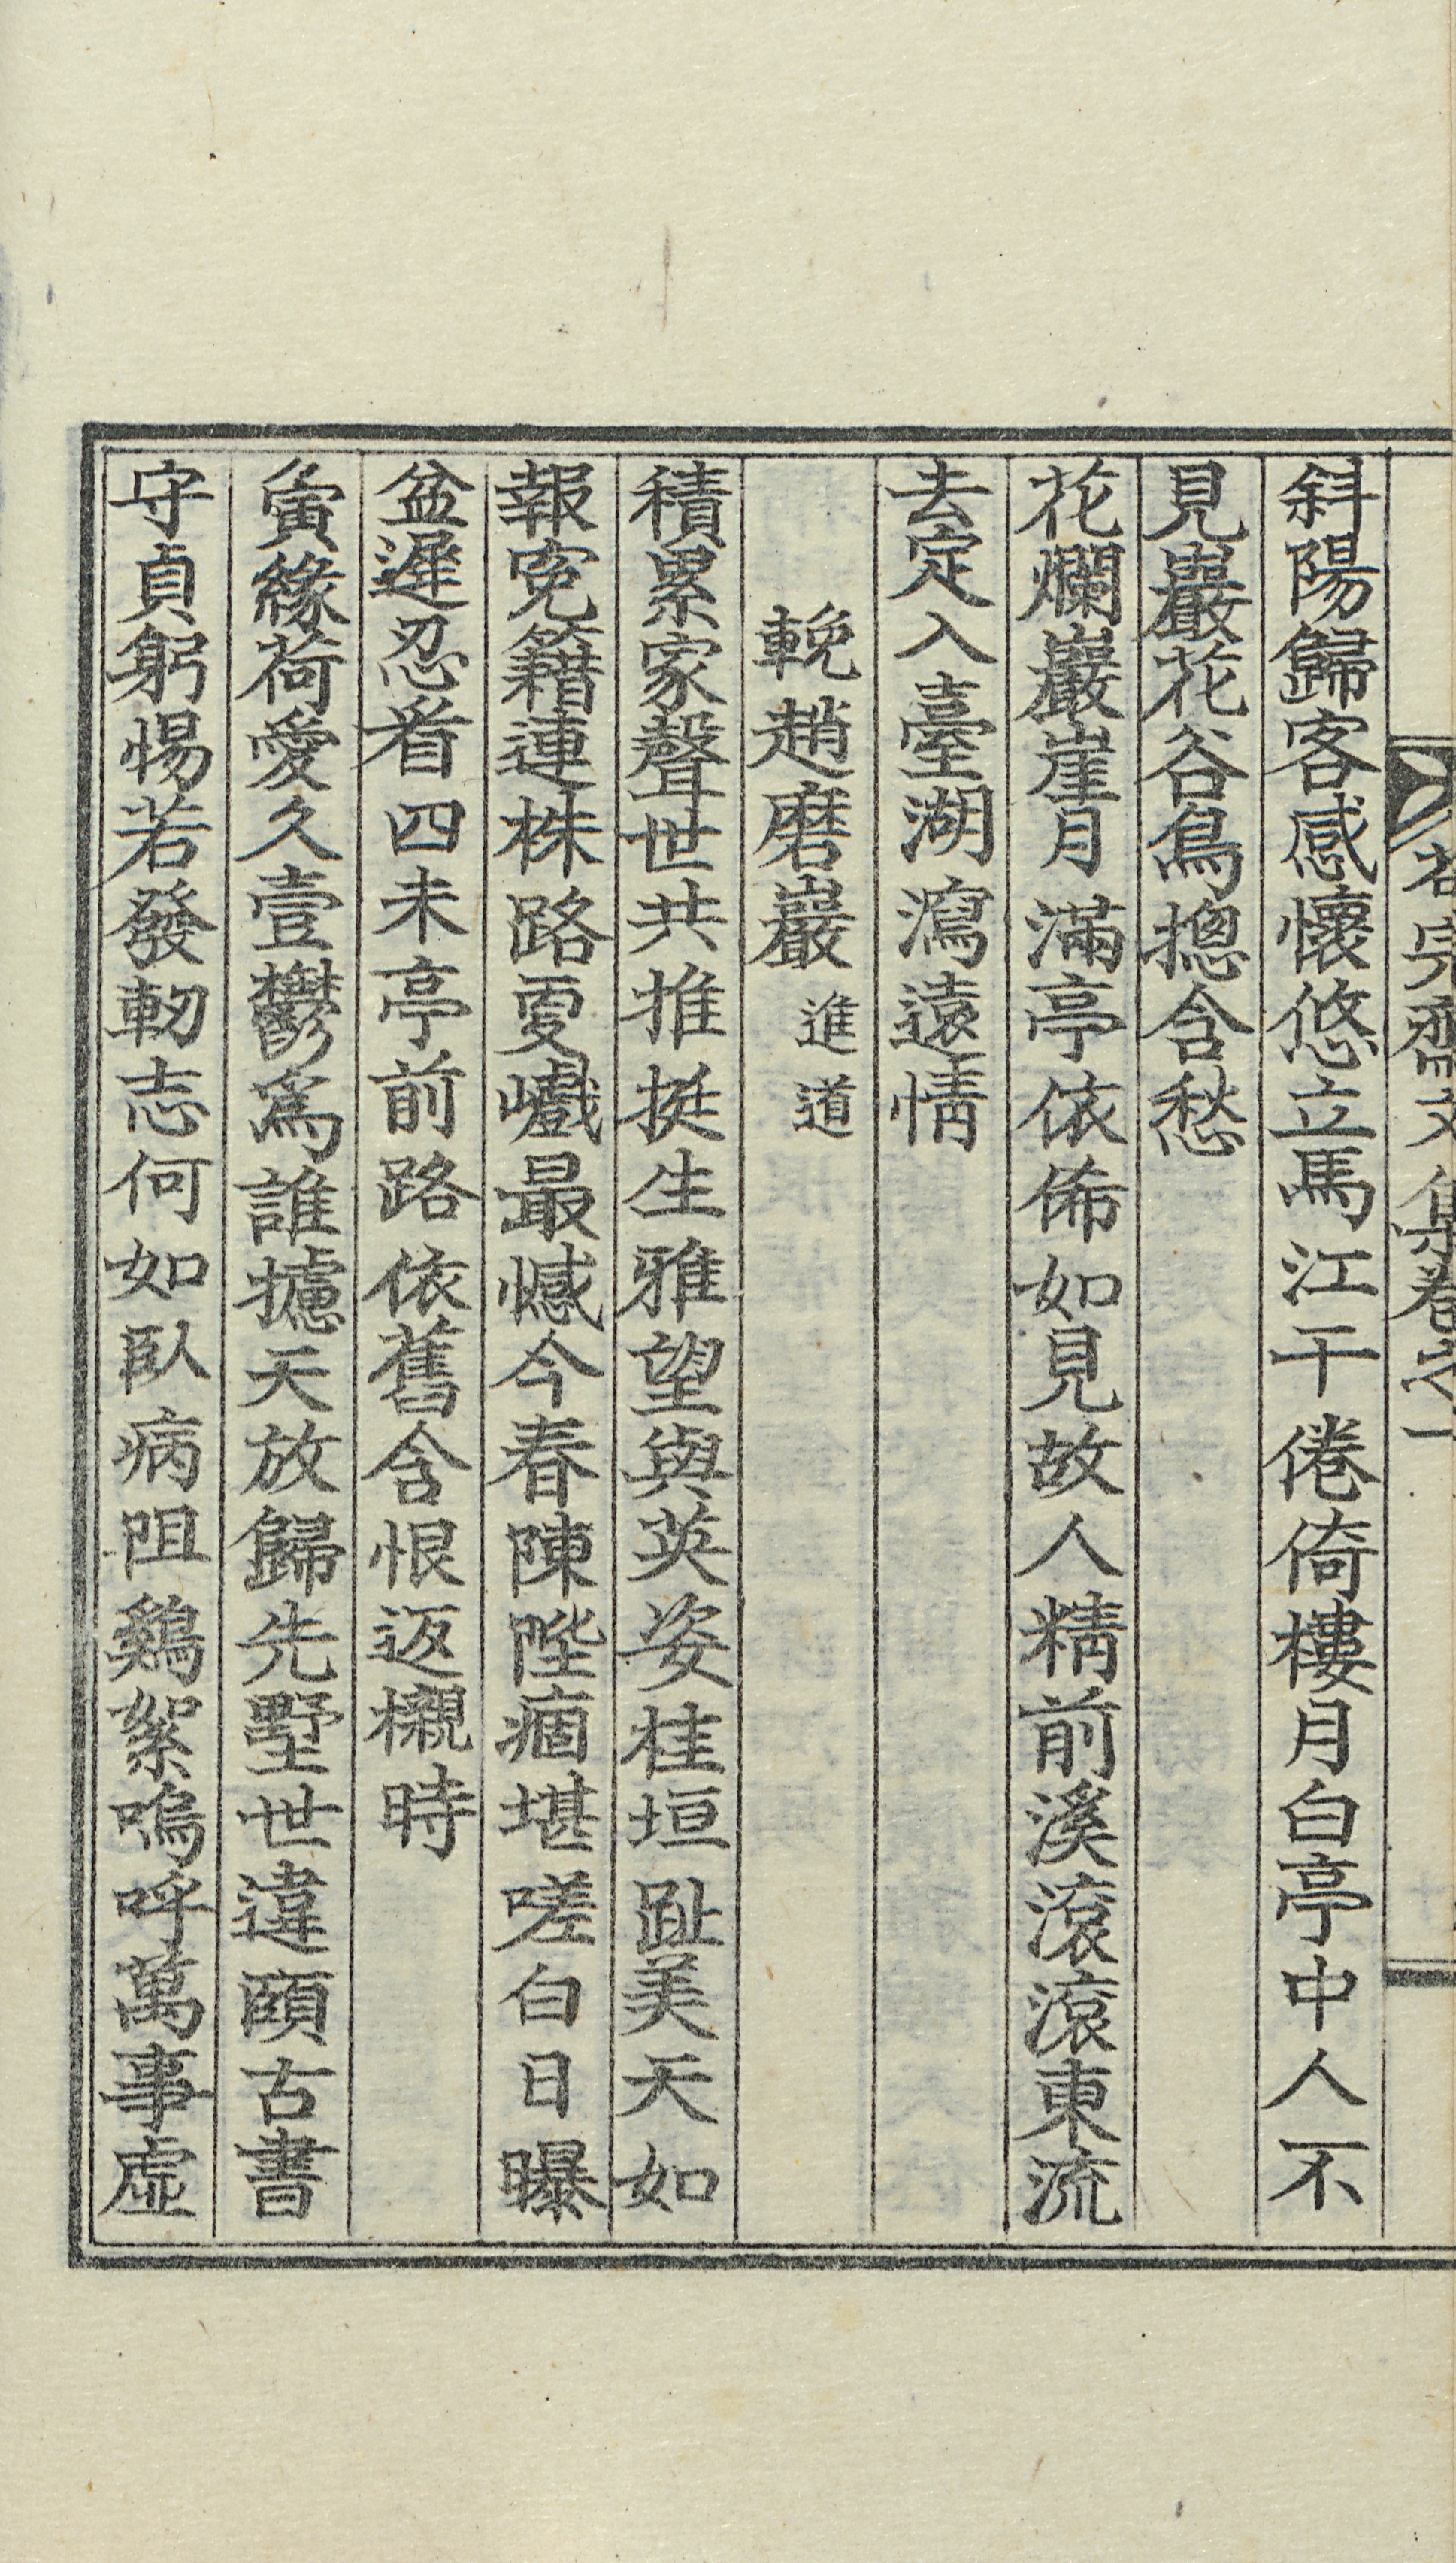 宗齋文集卷之一
斜陽歸客感懷悠立馬江干倦倚樓月白亭中人不
見巖花谷鳥摠含愁
花爛巖崖月滿亭依俙如見故人精前溪滾滾東流
去定入臺湖瀉遠情
輓趙磨巖進道
積累家聲世共推挺生雅望與英姿桂垣趾美天如
報兔籍連株路更巇最憾今春陳陛痼堪嗟白日曝
盆遲忍看四未亭前路依舊含恨返櫬時
夤緣荷愛久壹鬱爲誰攄天放歸先墅世違頤古書
守貞躬惕若發軔志何如臥病阻鷄絮嗚呼萬事虛